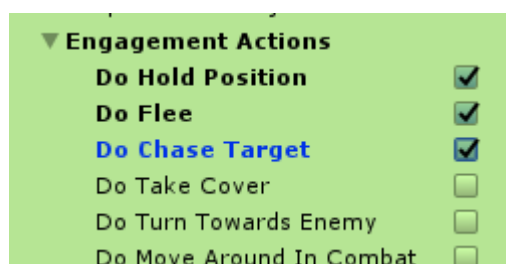 Engagement Actions
Do Hold Position
Do Flee
Do Chase Target
Do Take Cover
Do Turn Towards Enemy
Do Move Around In Combat